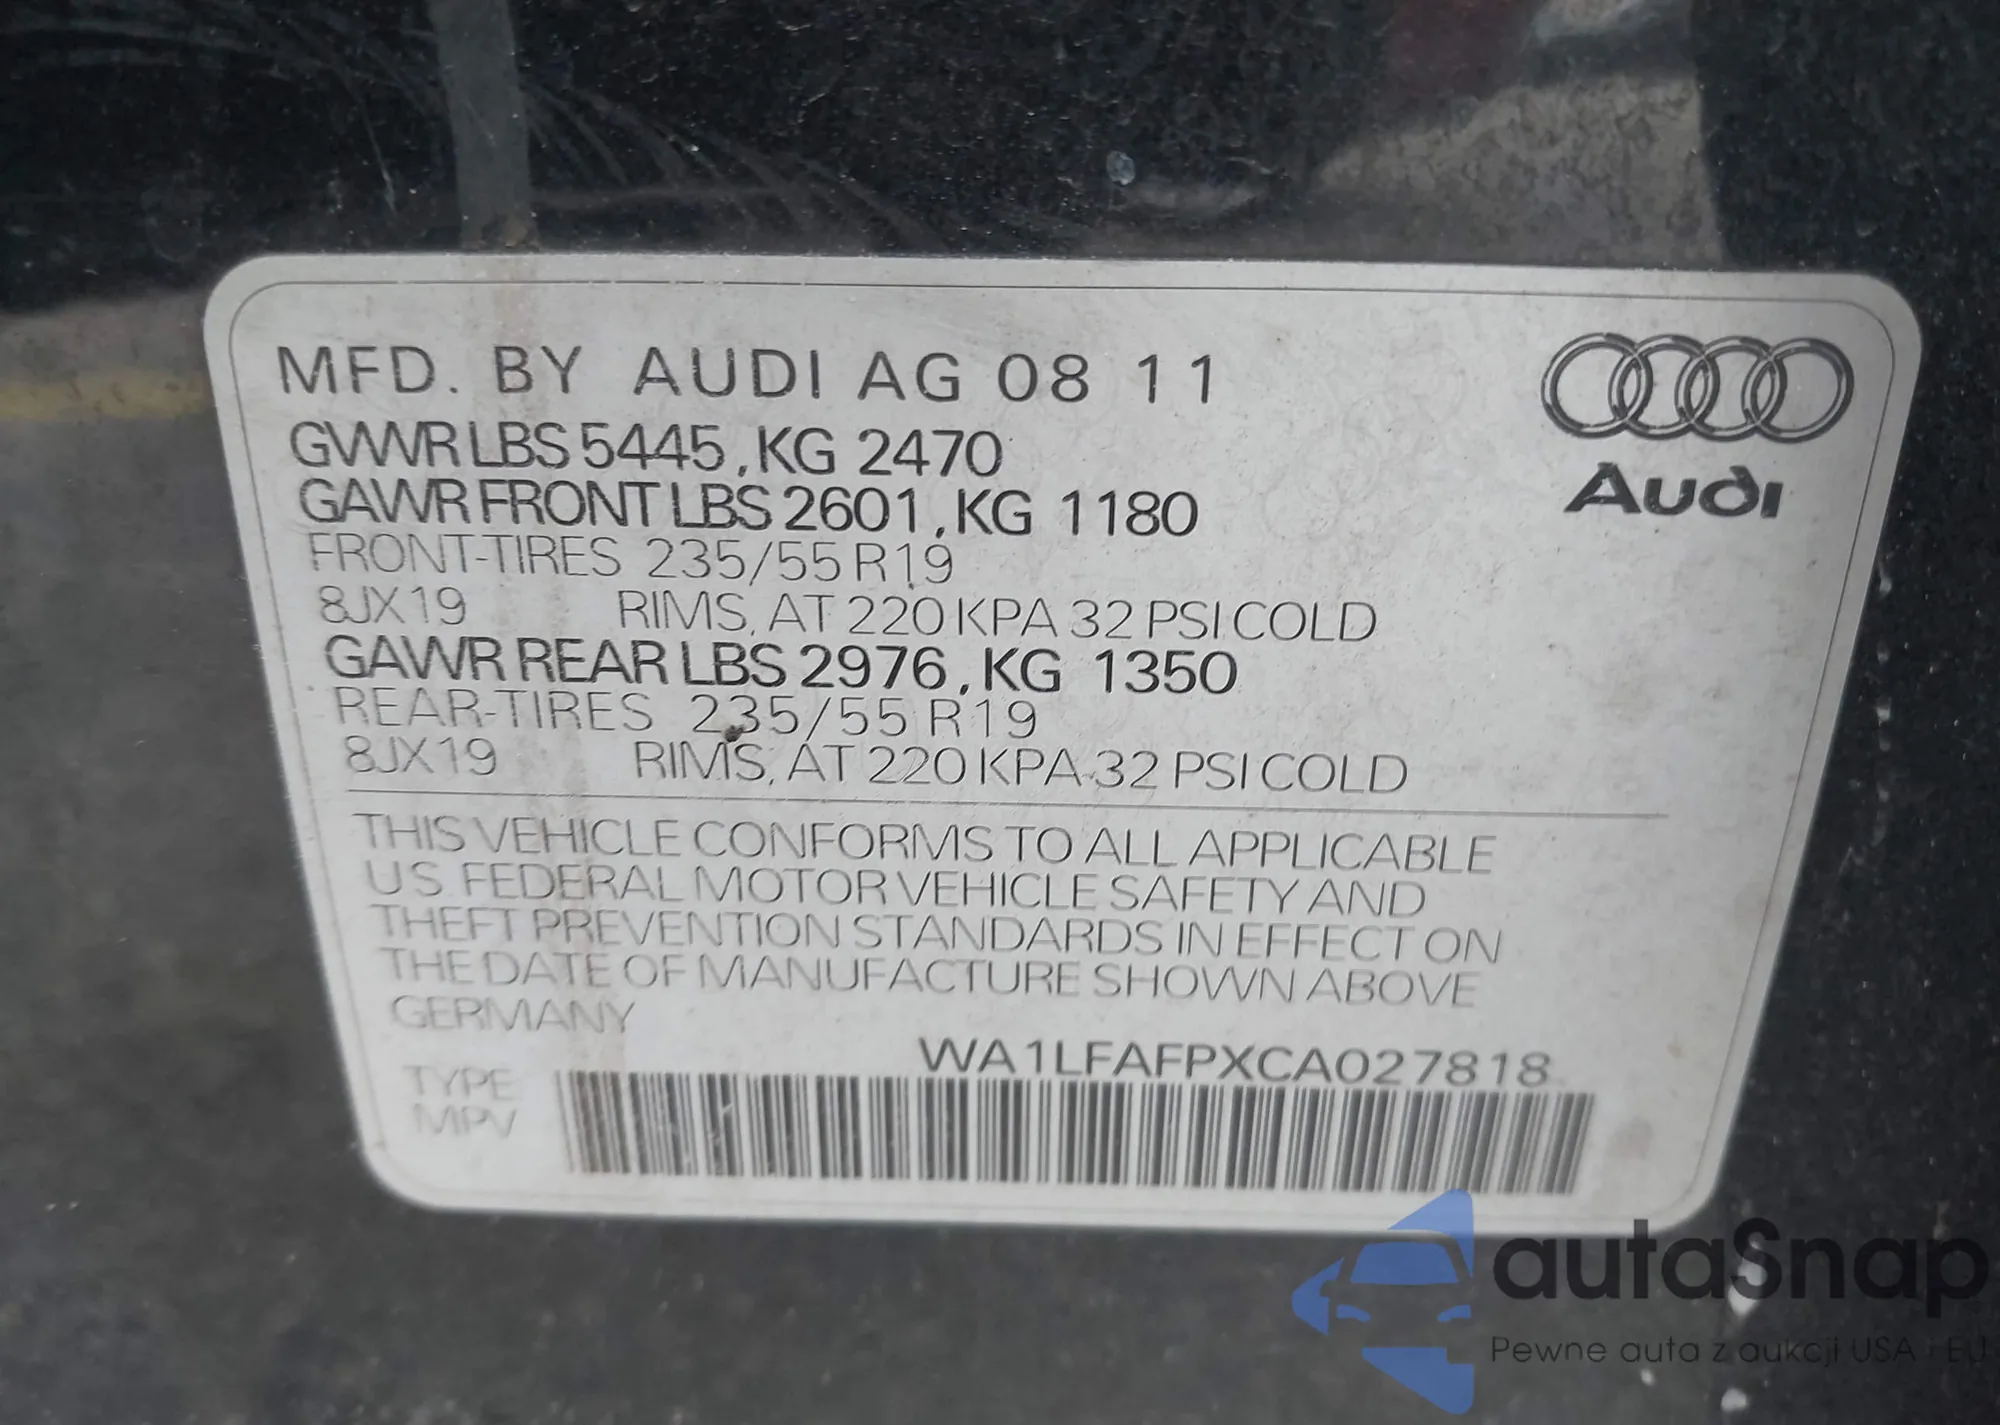 MFD. BY AUDI AG 08 11
GVWR LBS 5445, KG 2470
GAWR FRONT LBS 2601, KG 1180
FRONT-TIRES 235/55 R19
8JX19 RIMS, AT 220 KPA 32 PSI COLD
GAWR REAR LBS 2976, KG 1350
REAR-TIRES 235/55 R19
8JX19 RIMS, AT 220 KPA 32 PSI COLD
Audi
THIS VEHICLE CONFORMS TO ALL APPLICABLE
US FEDERAL MOTOR VEHICLE SAFETY AND
THEFT PREVENTION STANDARDS IN EFFECT ON
THE DATE OF MANUFACTURE SHOWN ABOVE
GERMANY
WA1LFAFPXCA027818
TYPE
MPV
autaSnap
Pewne auta z aukcji USA i EU